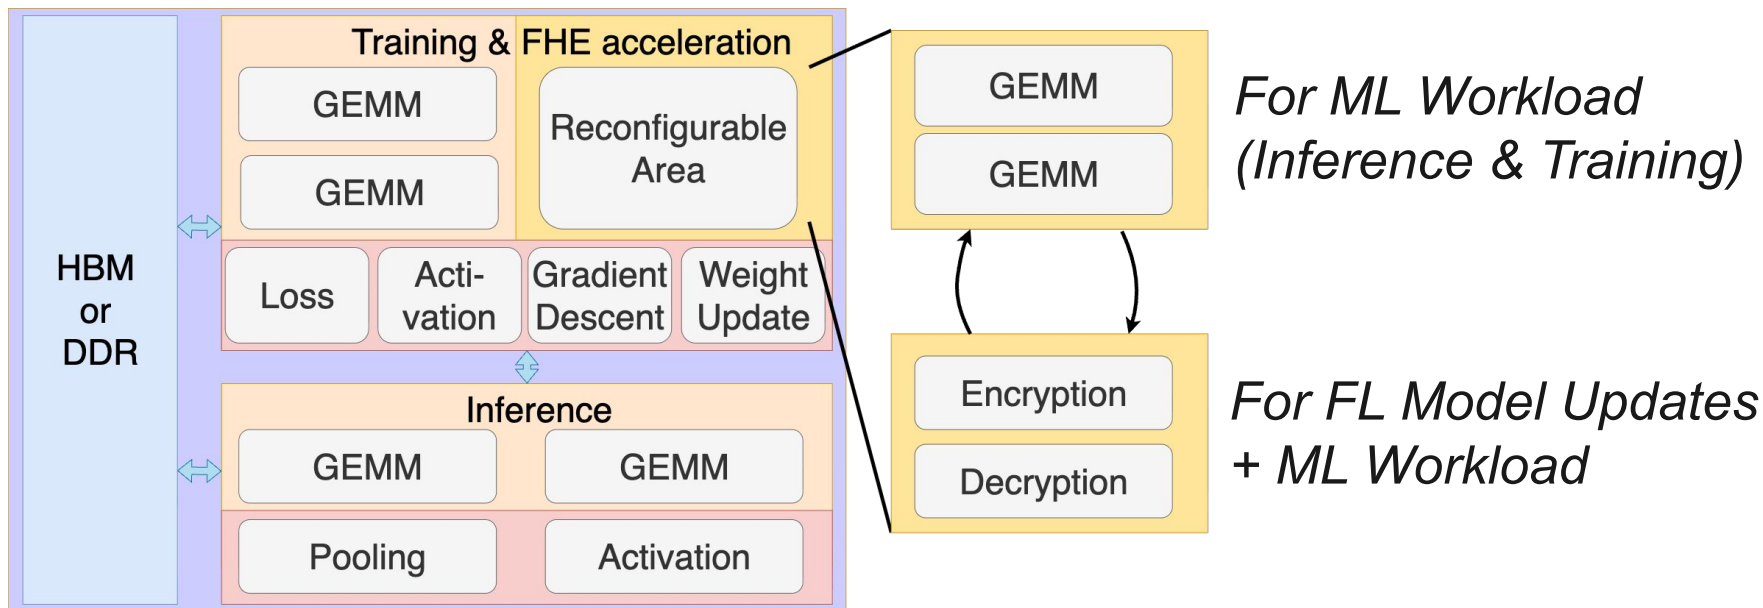 Training & FHE acceleration
GEMM
GEMM
Reconfigurable
Area
HBM
or
DDR
Loss
Acti-
vation
Gradient
Descent
Weight
Update
Inference
GEMM
GEMM
Pooling
Activation
GEMM
GEMM
For ML Workload
(Inference & Training)
Encryption
Decryption
For FL Model Updates
+ ML Workload